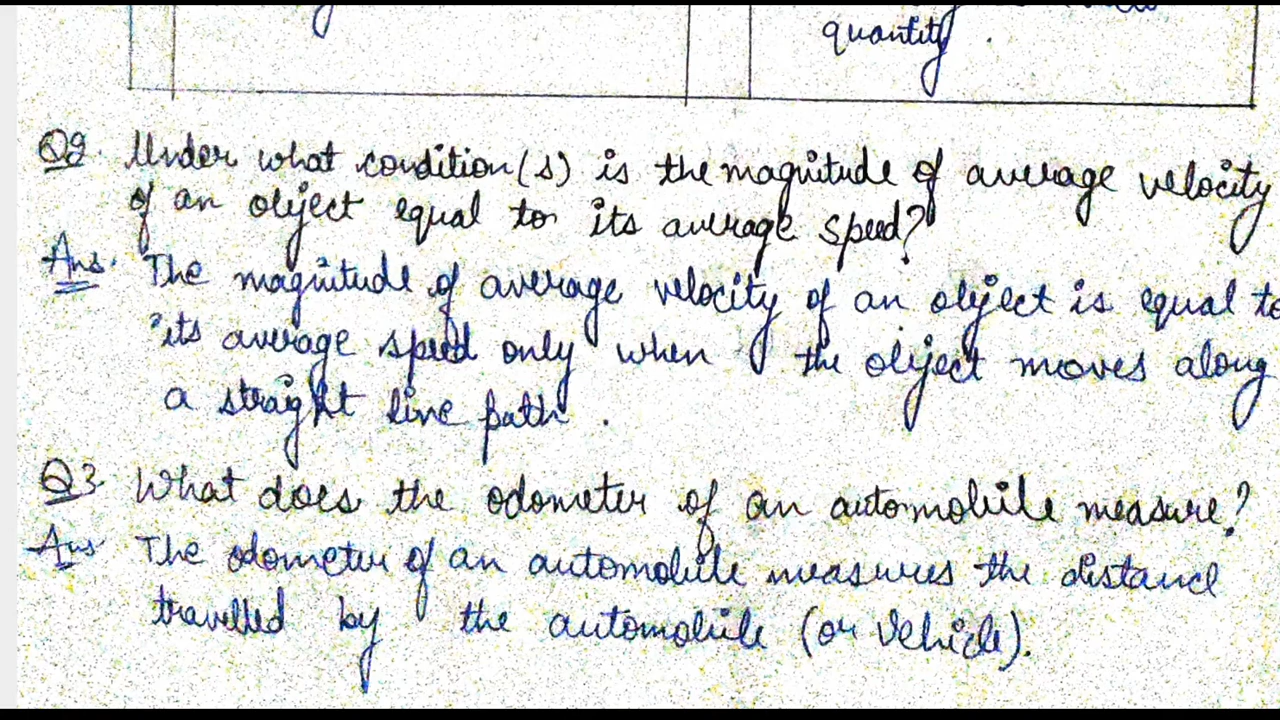 quantity .
Q2. Under what condition(s) is the magnitude of average velocity
of an object equal to its average speed?
Ans. The magnitude of average velocity of an object is equal to
its average speed only when the object moves along
a straight line path .
Q3. What does the odometer of an automobile measure?
Ans The odometer of an automobile measures the distance
travelled by the automobile (or Vehicle).